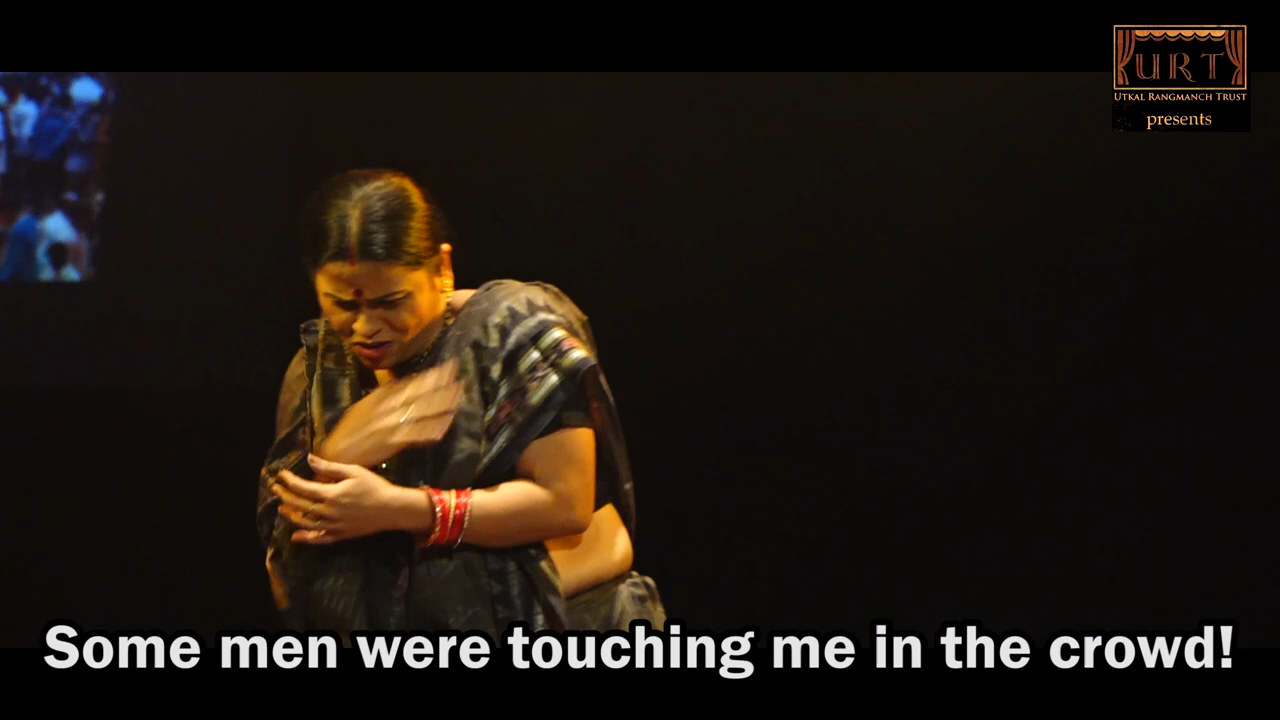 URT
UTKAL RANGMANCH TRUST
presents
Some men were touching me in the crowd!